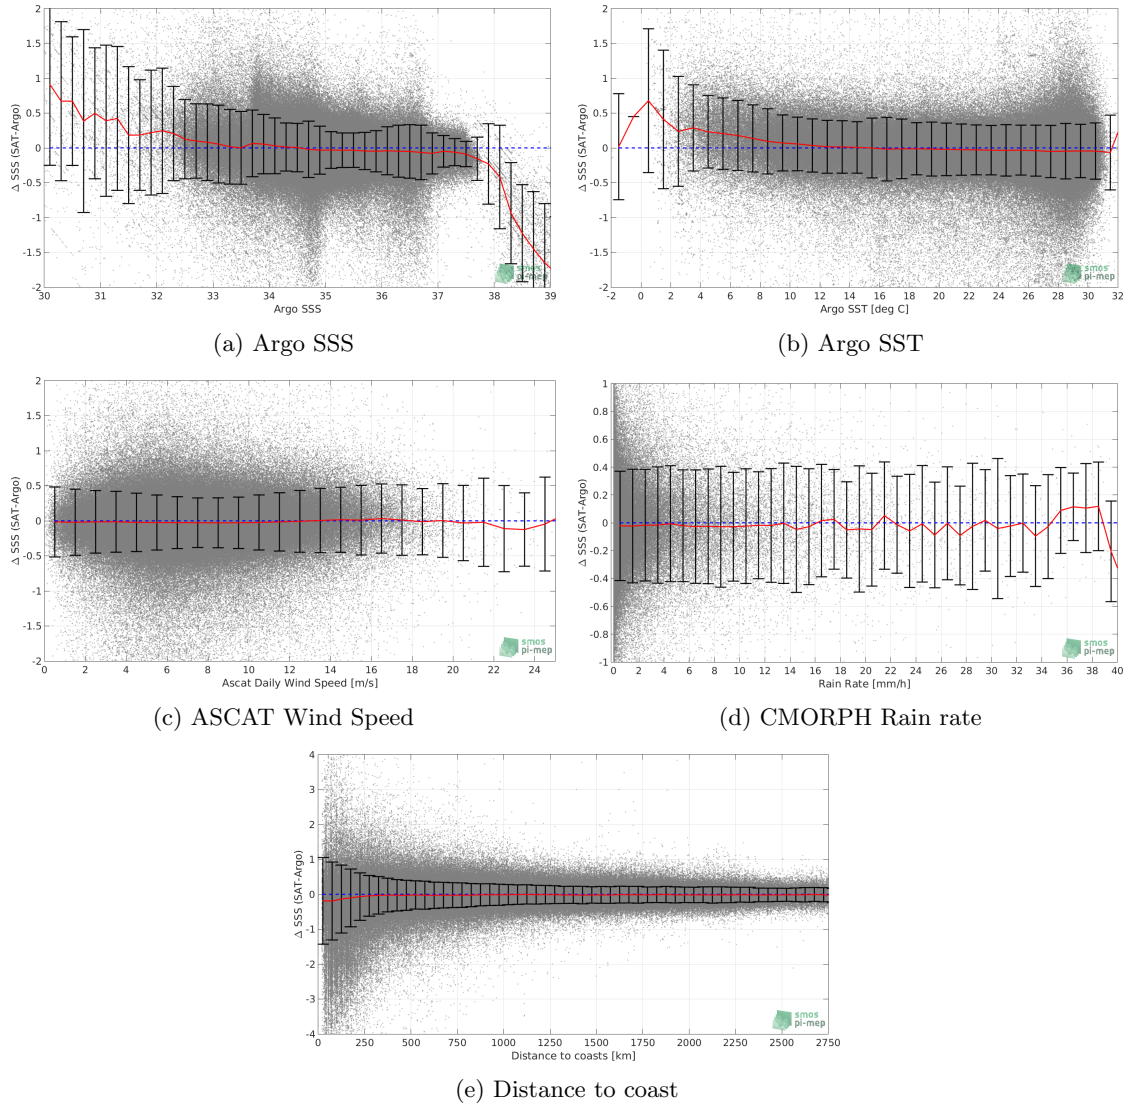 2
1.5
1
0.5
0
-0.5
-1
-1.5
-2
Δ SSS (SAT-Argo)
30 31 32 33 34 35 36 37 38 39
Argo SSS
smos
pi-mep
(a) Argo SSS
2
1.5
1
0.5
0
-0.5
-1
-1.5
-2
Δ SSS (SAT-Argo)
-2 0 2 4 6 8 10 12 14 16 18 20 22 24 26 28 30 32
Argo SST [deg C]
smos
pi-mep
(b) Argo SST
2
1.5
1
0.5
0
-0.5
-1
-1.5
-2
Δ SSS (SAT-Argo)
0 2 4 6 8 10 12 14 16 18 20 22 24
Ascat Daily Wind Speed [m/s]
smos
pi-mep
(c) ASCAT Wind Speed
1
0.8
0.6
0.4
0.2
0
-0.2
-0.4
-0.6
-0.8
-1
Δ SSS (SAT-Argo)
0 2 4 6 8 10 12 14 16 18 20 22 24 26 28 30 32 34 36 38 40
Rain Rate [mm/h]
smos
pi-mep
(d) CMORPH Rain rate
4
3
2
1
0
-1
-2
-3
-4
Δ SSS (SAT-Argo)
0 250 500 750 1000 1250 1500 1750 2000 2250 2500 2750
Distance to coasts [km]
smos
pi-mep
(e) Distance to coast